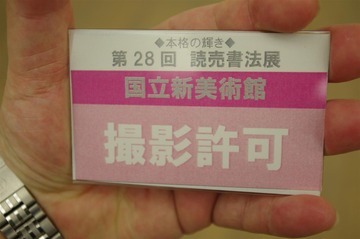 ◆本格の輝き◆
第28回 読売書法展
国立新美術館
撮影許可